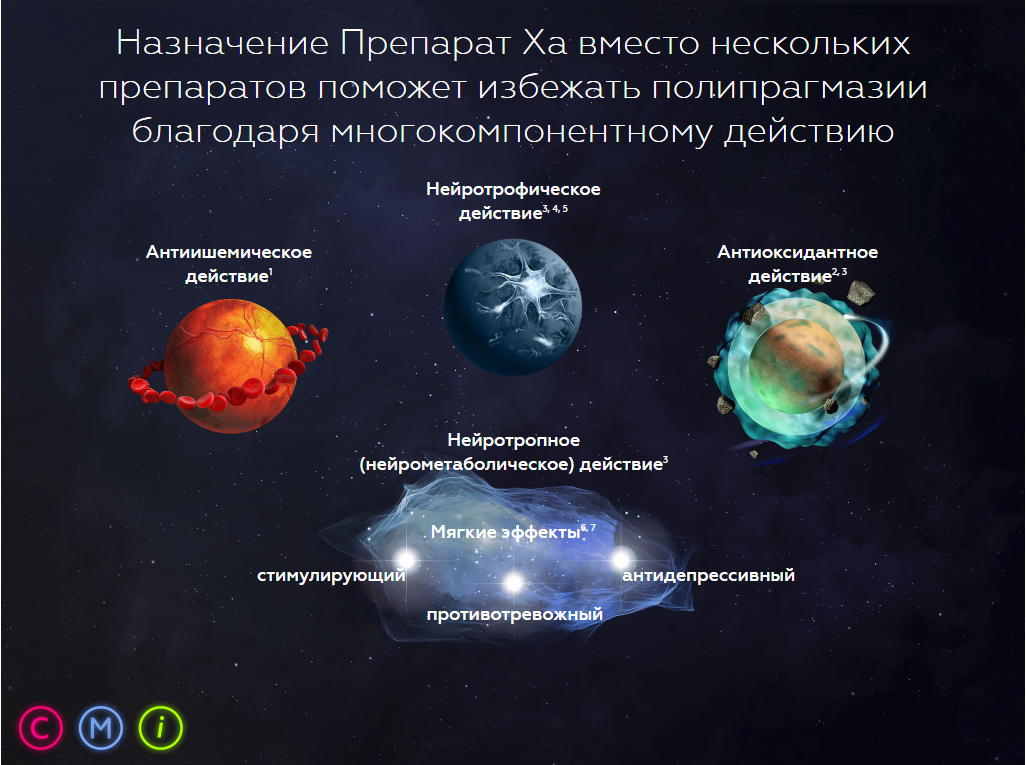 Назначение Препарат Ха вместо нескольких
препаратов поможет избежать полипрагмазии
благодаря многокомпонентному действию
Нейротрофическое
действие3, 4, 5
Антиишемическое
действие1
Антиоксидантное
действие2, 3
Нейротропное
(нейрометаболическое) действие3
Мягкие эффекты6, 7
стимулирующий
антидепрессивный
противотревожный
C M i